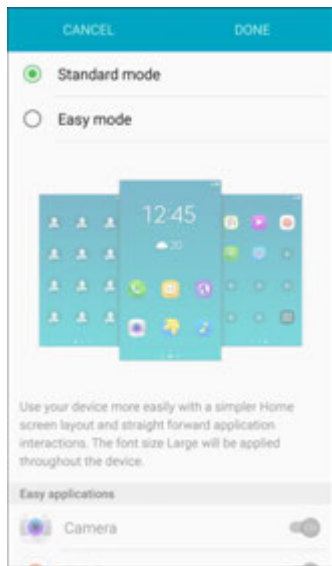 CANCEL DONE
Standard mode
Easy mode
12:45
20
Use your device more easily with a simpler Home
screen layout and straight forward application
interactions. The font size Large will be applied
throughout the device.
Easy applications
Camera